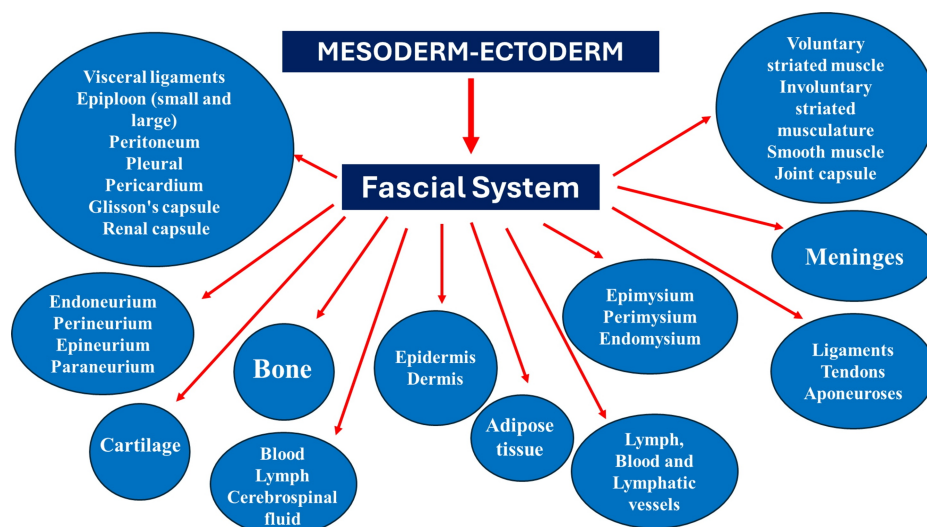 MESODERM-ECTODERM
Fascial System
Visceral ligaments
Epiploon (small and
large)
Peritoneum
Pleural
Pericardium
Glisson's capsule
Renal capsule
Voluntary
striated muscle
Involuntary
striated
musculature
Smooth muscle
Joint capsule
Meninges
Endoneurium
Perineurium
Epineurium
Paraneurium
Bone
Epidermis
Dermis
Epimysium
Perimysium
Endomysium
Ligaments
Tendons
Aponeuroses
Cartilage
Blood
Lymph
Cerebrospinal
fluid
Adipose
tissue
Lymph,
Blood and
Lymphatic
vessels